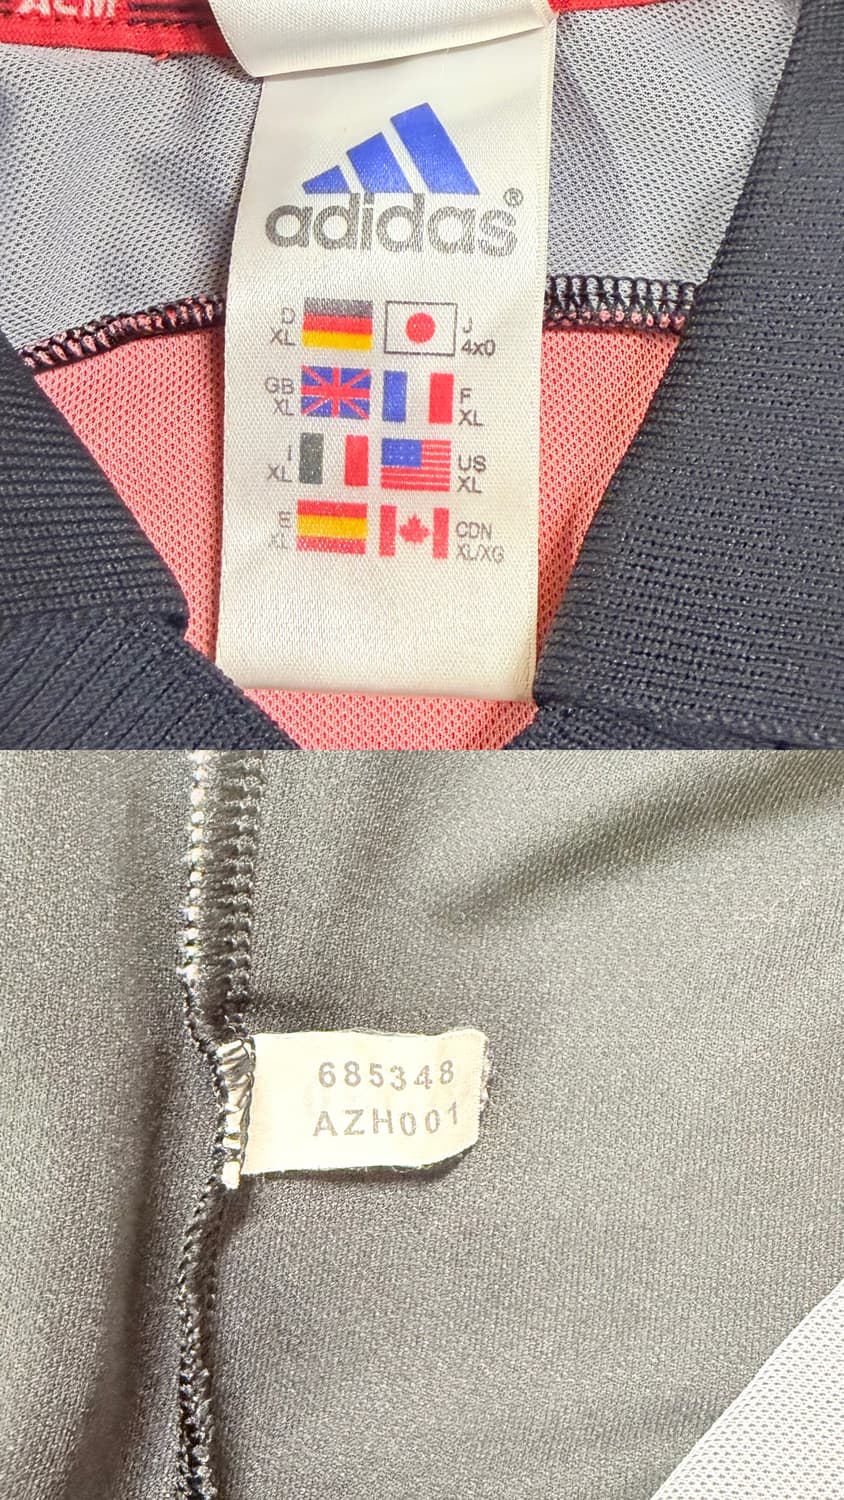 ACM
adidas®
D
XL
J
4x0
GB
XL
F
XL
I
XL
US
XL
E
XL
CDN
XL/XG
685348
AZH001